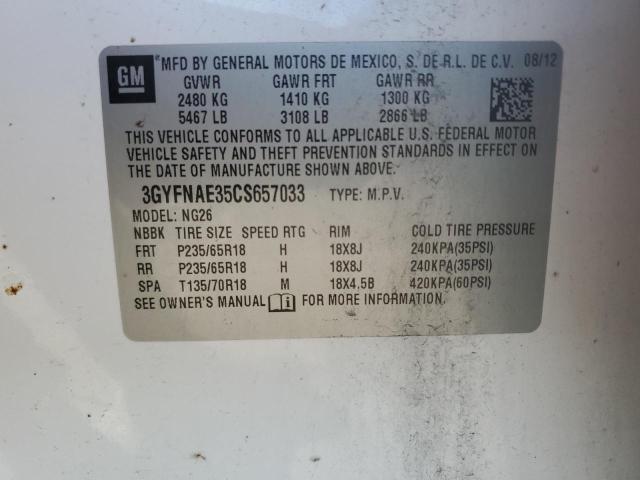 GM
MFD BY GENERAL MOTORS DE MEXICO, S. DE R.L. DE C.V. 08/12
GVWR GAWR FRT GAWR RR
2480 KG 1410 KG 1300 KG
5467 LB 3108 LB 2866 LB
THIS VEHICLE CONFORMS TO ALL APPLICABLE U.S. FEDERAL MOTOR
VEHICLE SAFETY AND THEFT PREVENTION STANDARDS IN EFFECT ON
THE DATE OF MANUFACTURE SHOWN ABOVE.
3GYFNAE35CS657033 TYPE: M.P.V.
MODEL: NG26
NBBK TIRE SIZE SPEED RTG RIM COLD TIRE PRESSURE
FRT P235/65R18 H 18X8J 240KPA(35PSI)
RR P235/65R18 H 18X8J 240KPA(35PSI)
SPA T135/70R18 M 18X4.5B 420KPA(60PSI)
SEE OWNER'S MANUAL FOR MORE INFORMATION.